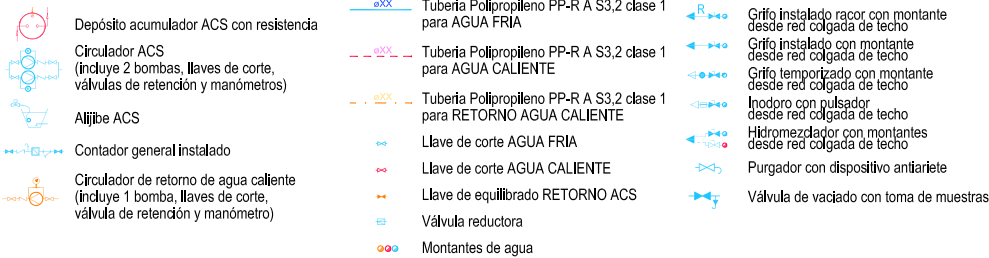 Depósito acumulador ACS con resistencia
Circulador ACS
(incluye 2 bombas, llaves de corte,
válvulas de retención y manómetros)
Alijibe ACS
Contador general instalado
Circulador de retorno de agua caliente
(incluye 1 bomba, llaves de corte,
válvula de retención y manómetro)
øXX
Tuberia Polipropileno PP-R A S3,2 clase 1
para AGUA FRIA
øXX
Tuberia Polipropileno PP-R A S3,2 clase 1
para AGUA CALIENTE
øXX
Tuberia Polipropileno PP-R A S3,2 clase 1
para RETORNO AGUA CALIENTE
Llave de corte AGUA FRIA
Llave de corte AGUA CALIENTE
Llave de equilibrado RETORNO ACS
Válvula reductora
Montantes de agua
R
Grifo instalado racor con montante
desde red colgada de techo
Grifo instalado con montante
desde red colgada de techo
Grifo temporizado con montante
desde red colgada de techo
Inodoro con pulsador
desde red colgada de techo
Hidromezclador con montantes
desde red colgada de techo
Purgador con dispositivo antiariete
Válvula de vaciado con toma de muestras